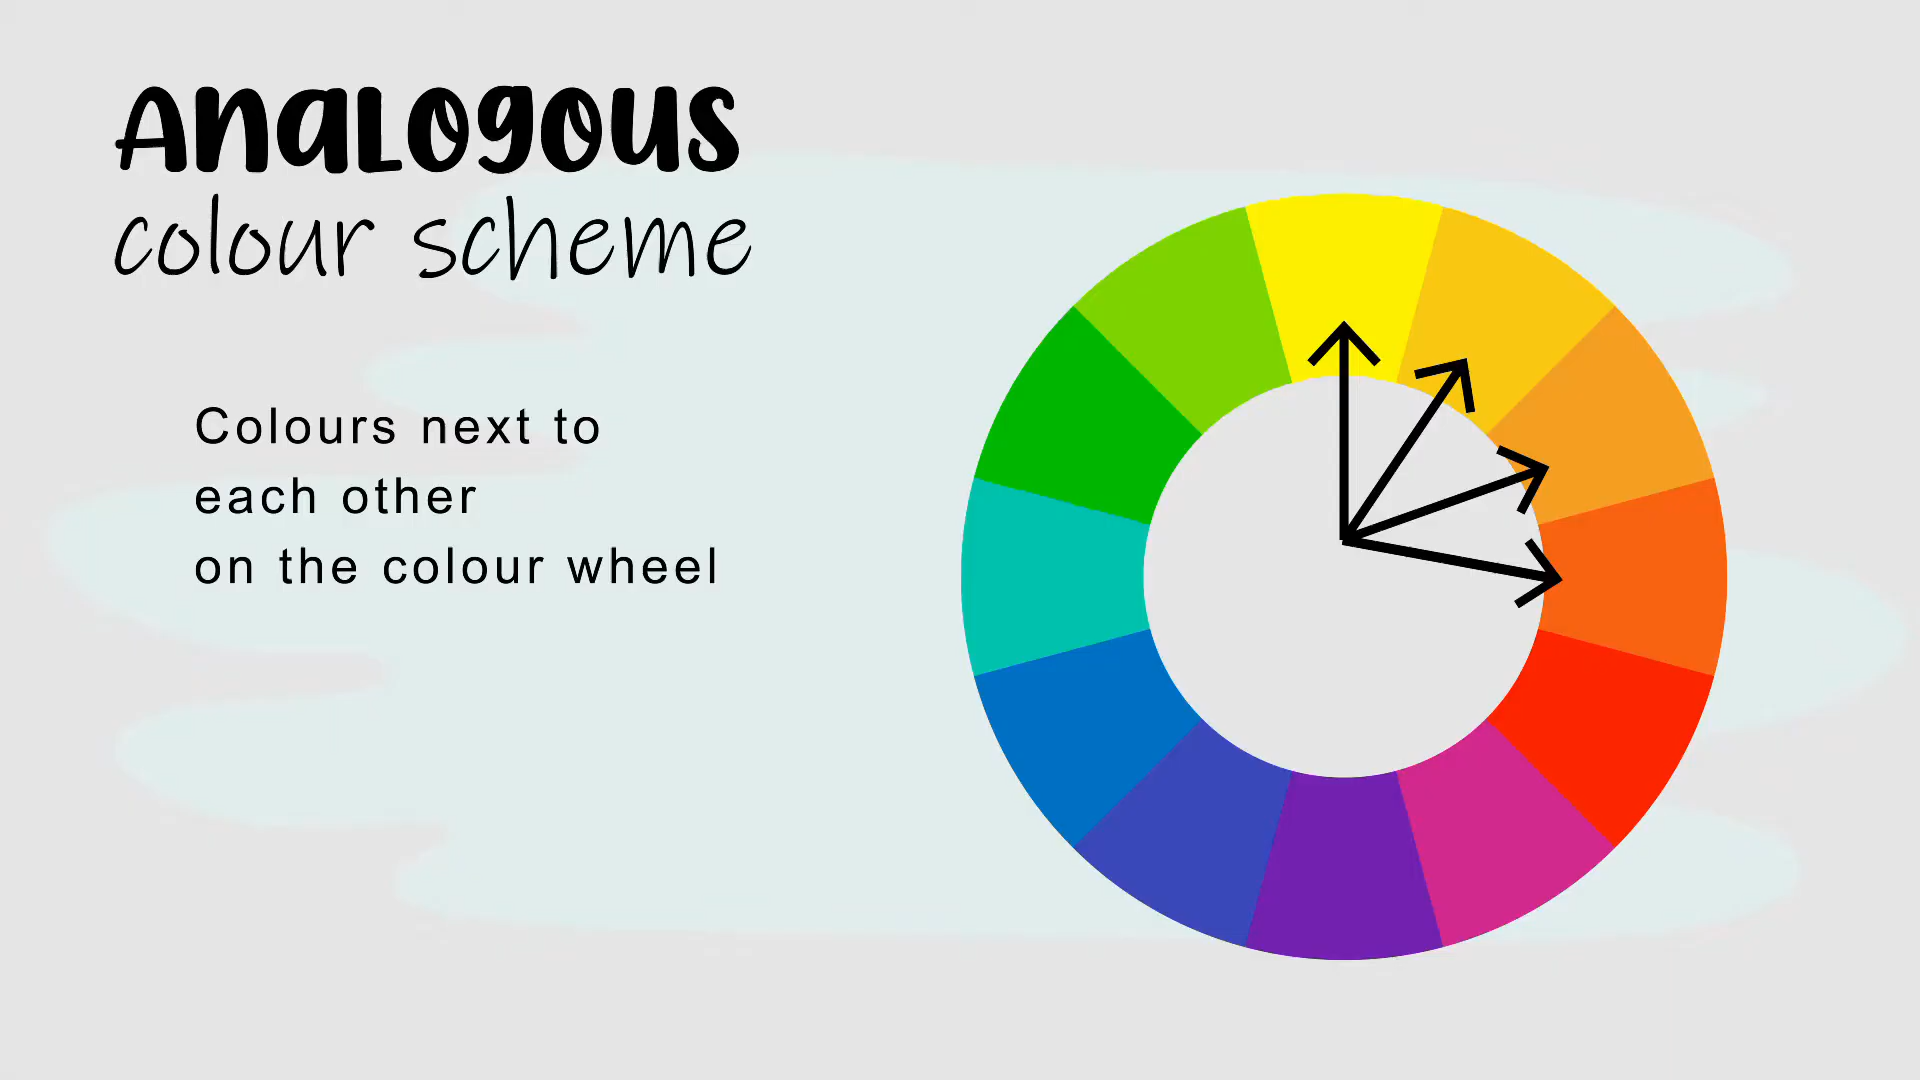 Analogous
colour scheme
Colours next to
each other
on the colour wheel